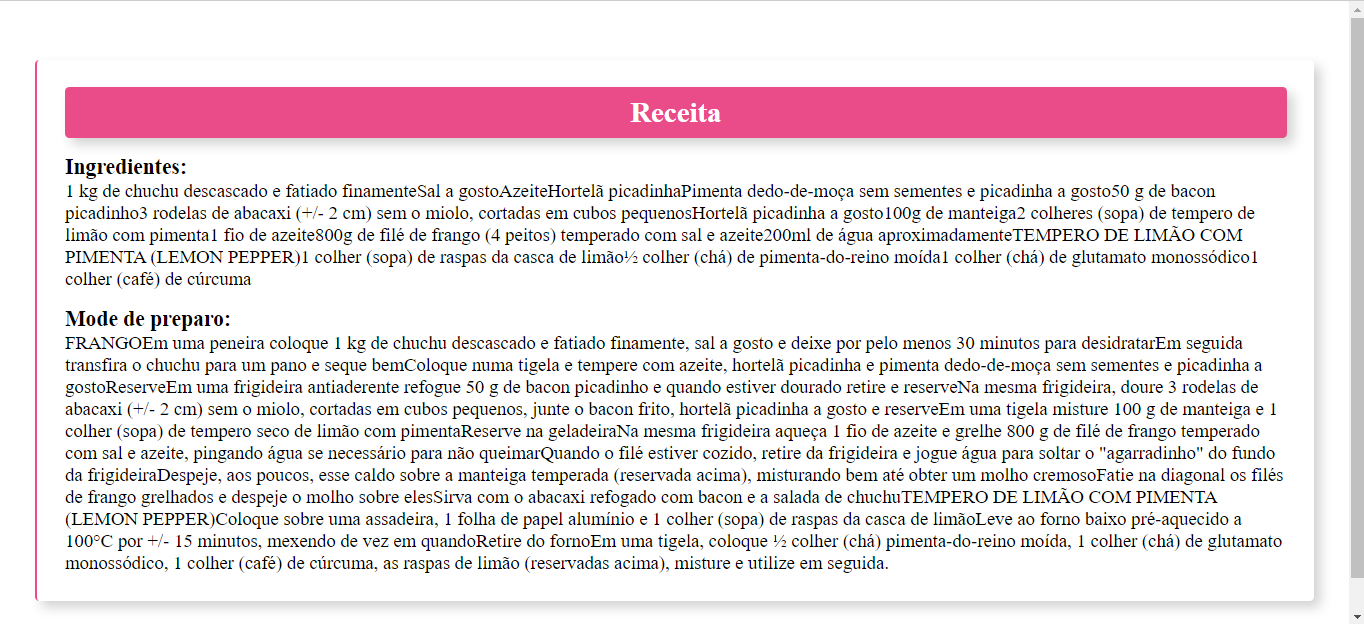 Receita
Ingredientes:
1 kg de chuchu descascado e fatiado finamenteSal a gostoAzeiteHortelã picadinhaPimenta dedo-de-moça sem sementes e picadinha a gosto50 g de bacon
picadinho3 rodelas de abacaxi (+/- 2 cm) sem o miolo, cortadas em cubos pequenosHortelã picadinha a gosto100g de manteiga2 colheres (sopa) de tempero de
limão com pimenta1 fio de azeite800g de filé de frango (4 peitos) temperado com sal e azeite200ml de água aproximadamenteTEMPERO DE LIMÃO COM
PIMENTA (LEMON PEPPER)1 colher (sopa) de raspas da casca de limão½ colher (chá) de pimenta-do-reino moída1 colher (chá) de glutamato monossódico1
colher (café) de cúrcuma
Mode de preparo:
FRANGOEm uma peneira coloque 1 kg de chuchu descascado e fatiado finamente, sal a gosto e deixe por pelo menos 30 minutos para desidratarEm seguida
transfira o chuchu para um pano e seque bemColoque numa tigela e tempere com azeite, hortelã picadinha e pimenta dedo-de-moça sem sementes e picadinha a
gostoReserveEm uma frigideira antiaderente refogue 50 g de bacon picadinho e quando estiver dourado retire e reserveNa mesma frigideira, doure 3 rodelas de
abacaxi (+/- 2 cm) sem o miolo, cortadas em cubos pequenos, junte o bacon frito, hortelã picadinha a gosto e reserveEm uma tigela misture 100 g de manteiga e 1
colher (sopa) de tempero seco de limão com pimentaReserve na geladeiraNa mesma frigideira aqueça 1 fio de azeite e grelhe 800 g de filé de frango temperado
com sal e azeite, pingando água se necessário para não queimarQuando o filé estiver cozido, retire da frigideira e jogue água para soltar o "agarradinho" do fundo
da frigideiraDespeje, aos poucos, esse caldo sobre a manteiga temperada (reservada acima), misturando bem até obter um molho cremosoFatie na diagonal os filés
de frango grelhados e despeje o molho sobre elesSirva com o abacaxi refogado com bacon e a salada de chuchuTEMPERO DE LIMÃO COM PIMENTA
(LEMON PEPPER)Coloque sobre uma assadeira, 1 folha de papel alumínio e 1 colher (sopa) de raspas da casca de limãoLeve ao forno baixo pré-aquecido a
100°C por +/- 15 minutos, mexendo de vez em quandoRetire do fornoEm uma tigela, coloque ½ colher (chá) pimenta-do-reino moída, 1 colher (chá) de glutamato
monossódico, 1 colher (café) de cúrcuma, as raspas de limão (reservadas acima), misture e utilize em seguida.